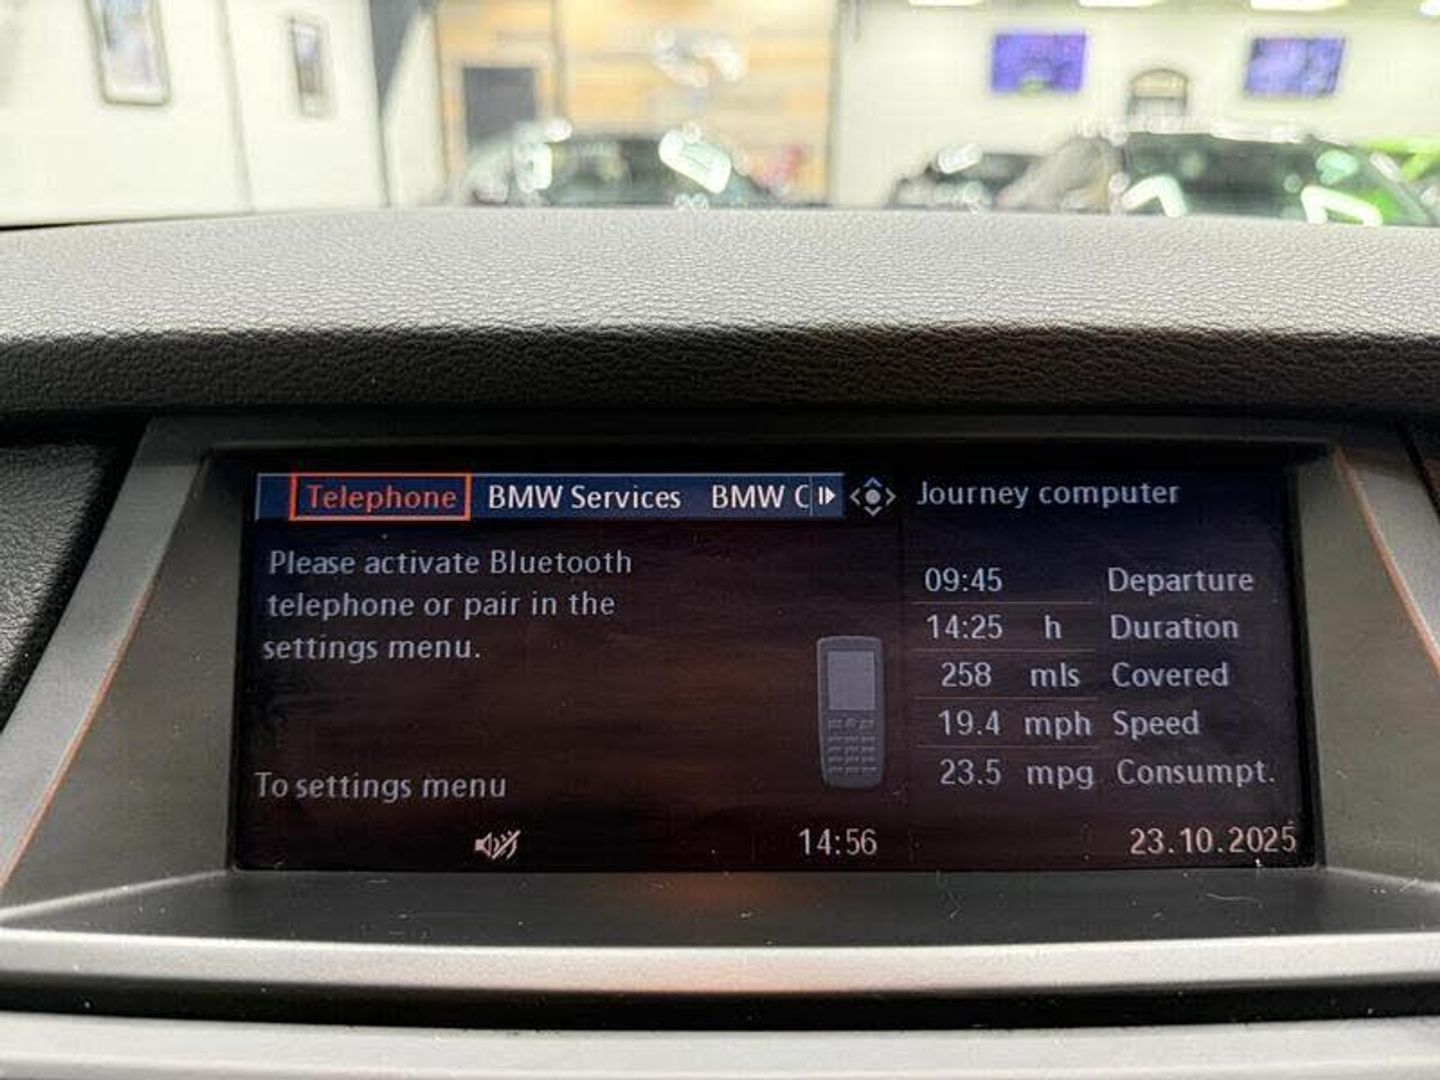 Telephone BMW Services BMW C
Journey computer
Please activate Bluetooth
telephone or pair in the
settings menu.
To settings menu
09:45 Departure
14:25 h Duration
258 mls Covered
19.4 mph Speed
23.5 mpg Consumpt.
14:56
23.10.2025